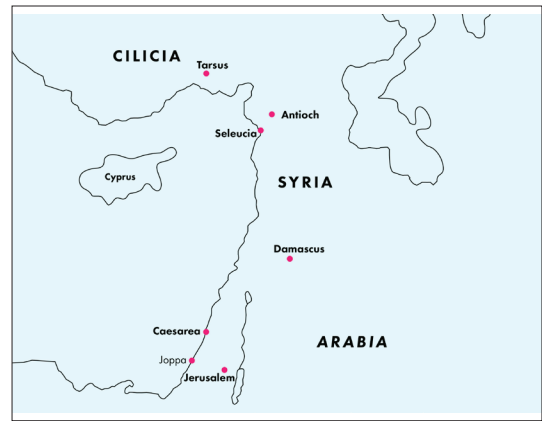 CILICIA
Tarsus
Antioch
Seleucia
Cyprus
SYRIA
Damascus
Caesarea
ARABIA
Joppa
Jerusalem